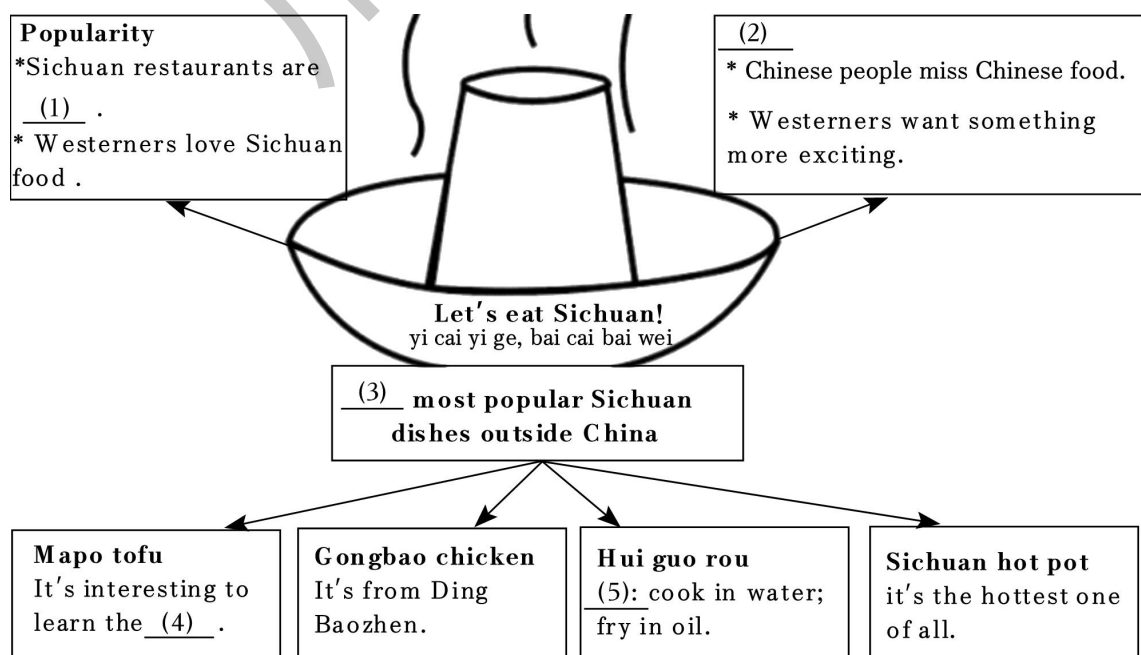 Popularity
*Sichuan restaurants are
(1) .
* Westerners love Sichuan
food .
(2)
* Chinese people miss Chinese food.
* Westerners want something
more exciting.
Let's eat Sichuan!
yi cai yi ge, bai cai bai wei
(3) most popular Sichuan
dishes outside China
Mapo tofu
It's interesting to
learn the (4) .
Gongbao chicken
It's from Ding
Baozhen.
Hui guo rou
(5): cook in water;
fry in oil.
Sichuan hot pot
it's the hottest one
of all.